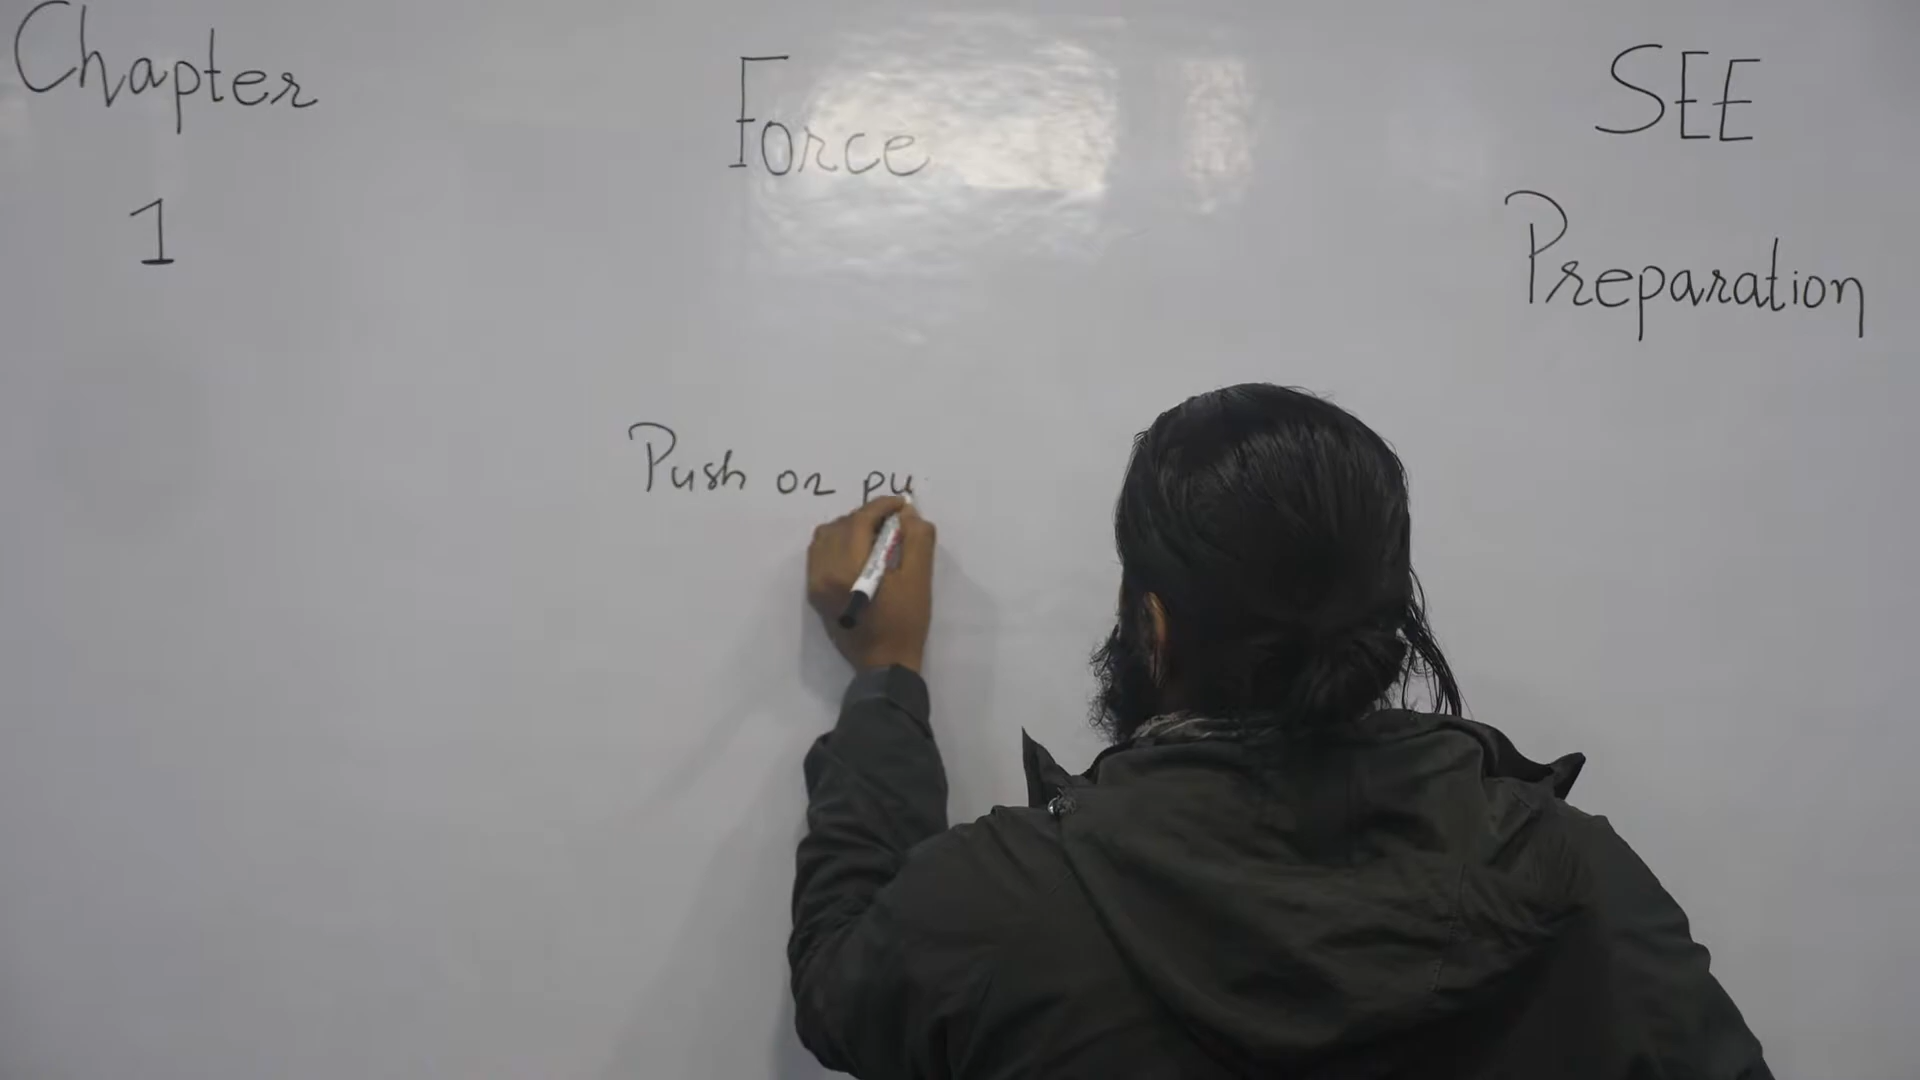 Chapter
1
Force
SEE
Preparation
Push or pu